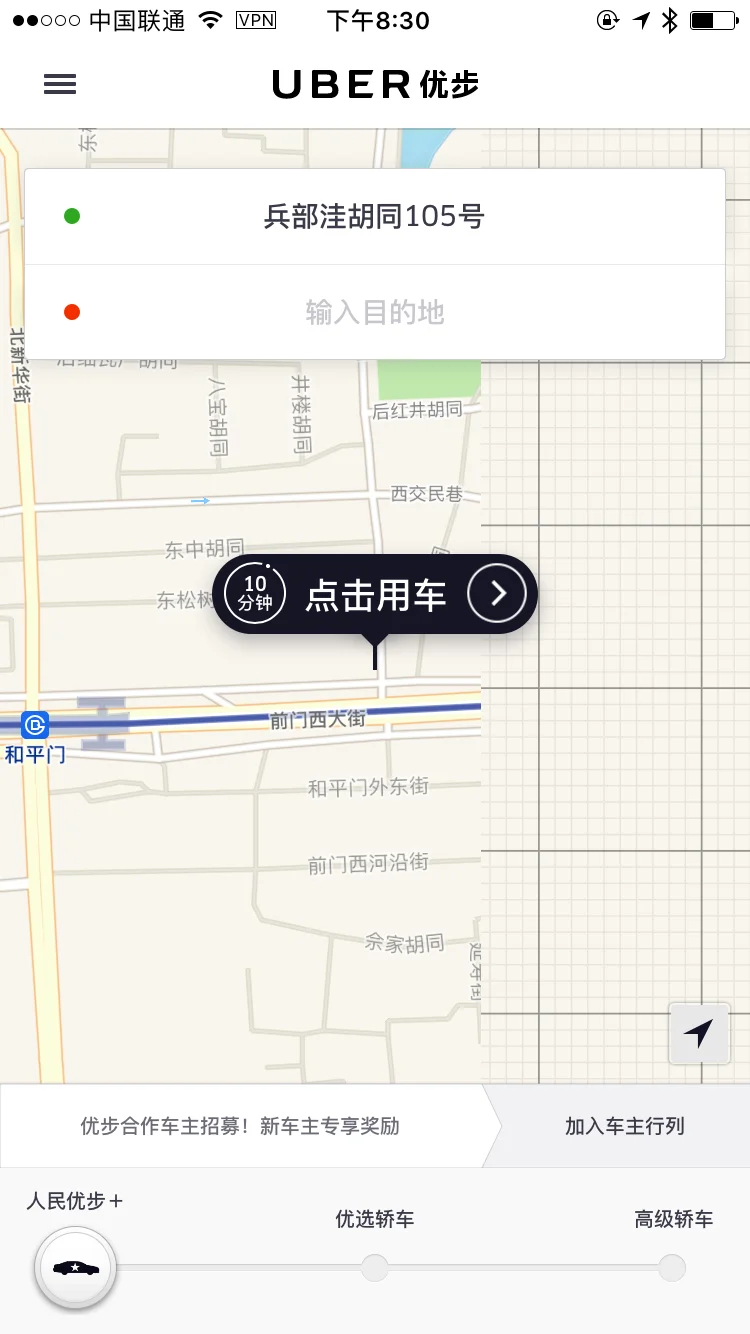 中国联通
VPN
下午8:30
UBER优步
兵部洼胡同105号
输入目的地
北新华街
八宝胡同
井楼胡同
后红井胡同
西交民巷
东中胡同
东松树
10
分钟
点击用车
前门西大街
和平门
和平门外东街
前门西河沿街
佘家胡同
延寿街
优步合作车主招募！新车主专享奖励
加入车主行列
人民优步＋
优选轿车
高级轿车